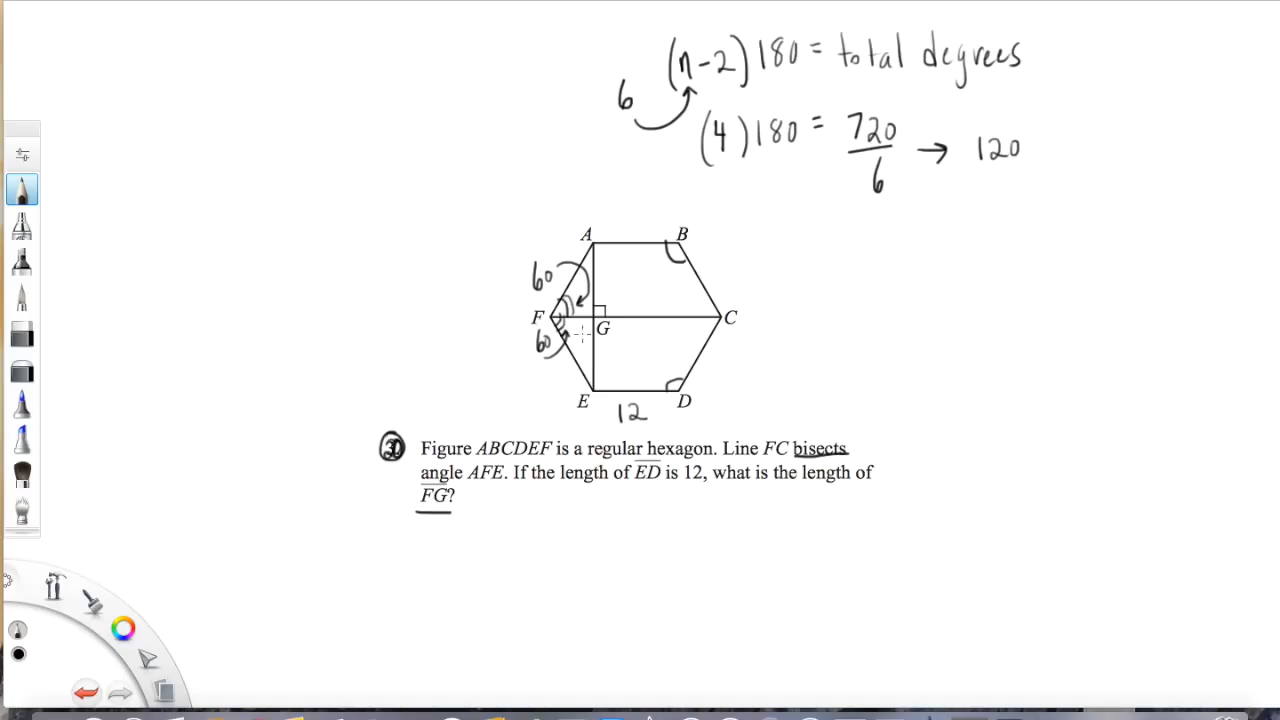 (n-2)180 = total degrees
6
(4)180 = 720/6 → 120
A
B
60
F
G
C
60
E
D
12
30 Figure ABCDEF is a regular hexagon. Line FC bisects
angle AFE. If the length of ED is 12, what is the length of
FG?